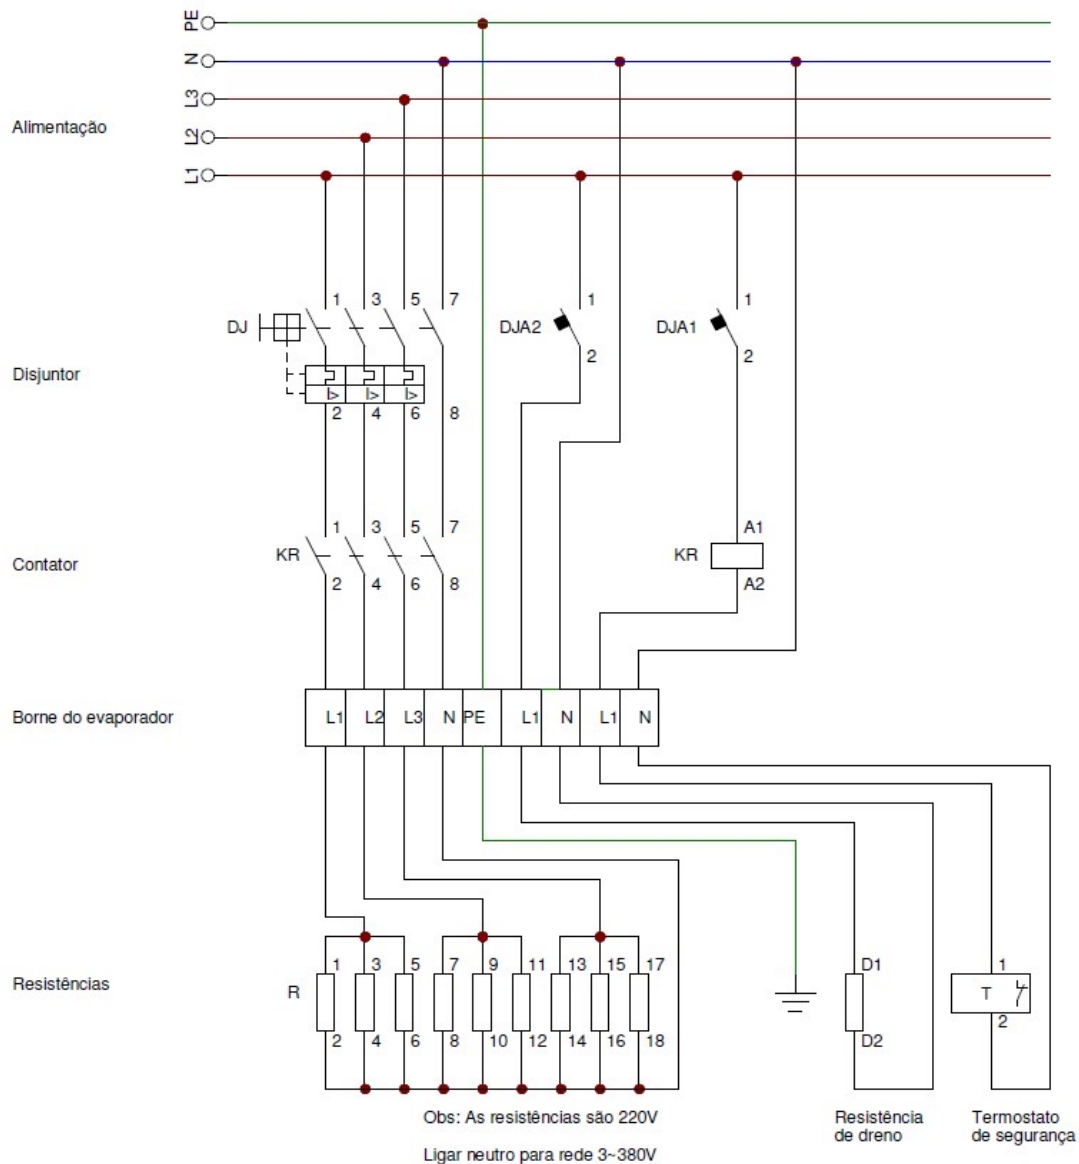 PE
N
L3
Alimentação
L2
L1
1 3 5 7 1 1
DJ DJA2 DJA1
2 2
Disjuntor
I> I> I>
2 4 6 8
1 3 5 7 A1
KR KR
Contator
2 4 6 8 A2
Borne do evaporador L1 L2 L3 N PE L1 N L1 N
1 3 5 7 9 11 13 15 17 D1 1
Resistências R T
2 4 6 8 10 12 14 16 18 D2 2
Obs: As resistências são 220V
Ligar neutro para rede 3~380V
Resistência
de dreno
Termostato
de segurança